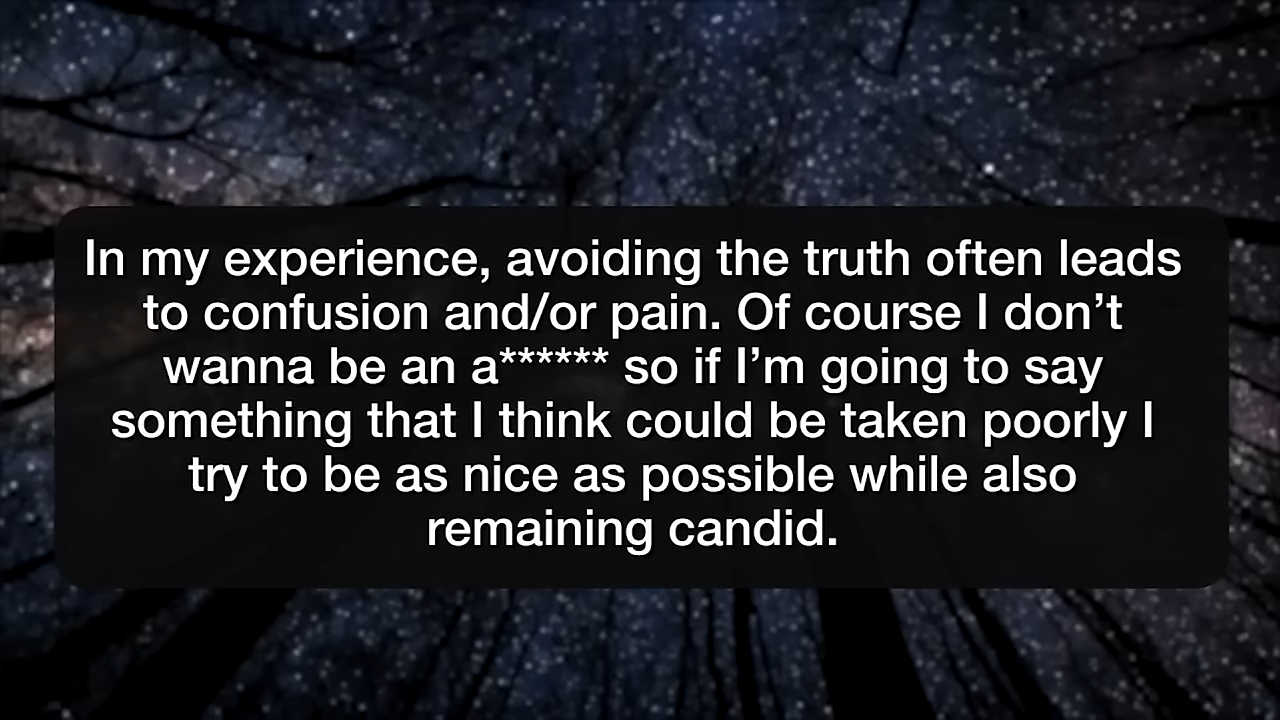 In my experience, avoiding the truth often leads
to confusion and/or pain. Of course I don’t
wanna be an a****** so if I’m going to say
something that I think could be taken poorly I
try to be as nice as possible while also
remaining candid.